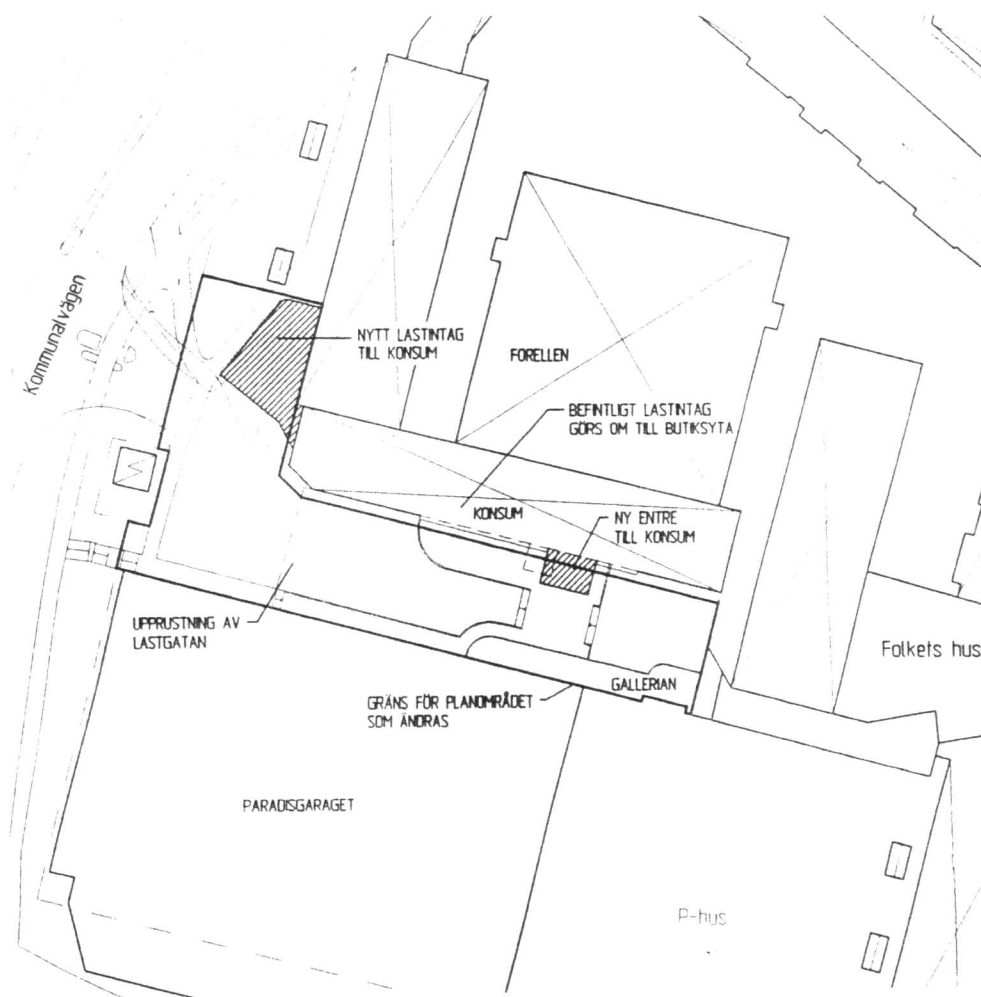 Kommunalvägen
NYTT LASTINTAG
TILL KONSUM
FORELLEN
BEFINTLIGT LASTINTAG
GÖRS OM TILL BUTIKSYTA
KONSUM
NY ENTRE
TILL KONSUM
UPPRUSTNING AV
LASTGATAN
Folkets hus
GALLERIAN
GRÄNS FÖR PLANOMRÅDET
SOM ÄNDRAS
PARADISGARAGET
P-hus